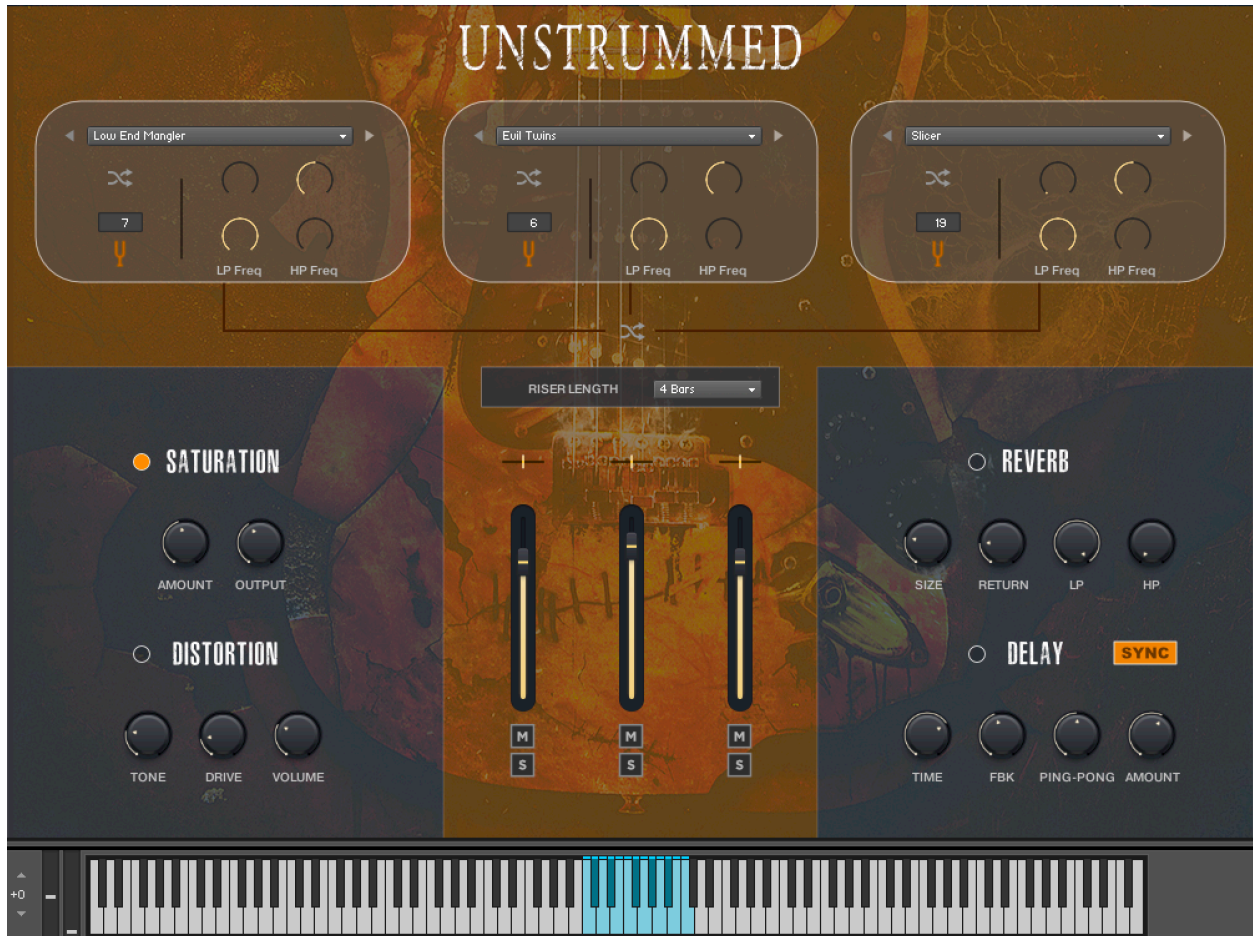 UNSTRUMMED
Low End Mangler
7
LP Freq HP Freq
Evil Twins
6
LP Freq HP Freq
Slicer
19
LP Freq HP Freq
RISER LENGTH 4 Bars
SATURATION
AMOUNT OUTPUT
DISTORTION
TONE DRIVE VOLUME
M M M
S S S
REVERB
SIZE RETURN LP HP
DELAY SYNC
TIME FBK PING-PONG AMOUNT
+0